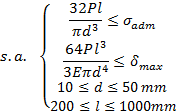 s. a.
32Pl / πd³ ≤ σ_adm
64Pl³ / 3Eπd⁴ ≤ δ_max
10 ≤ d ≤ 50 mm
200 ≤ l ≤ 1000mm